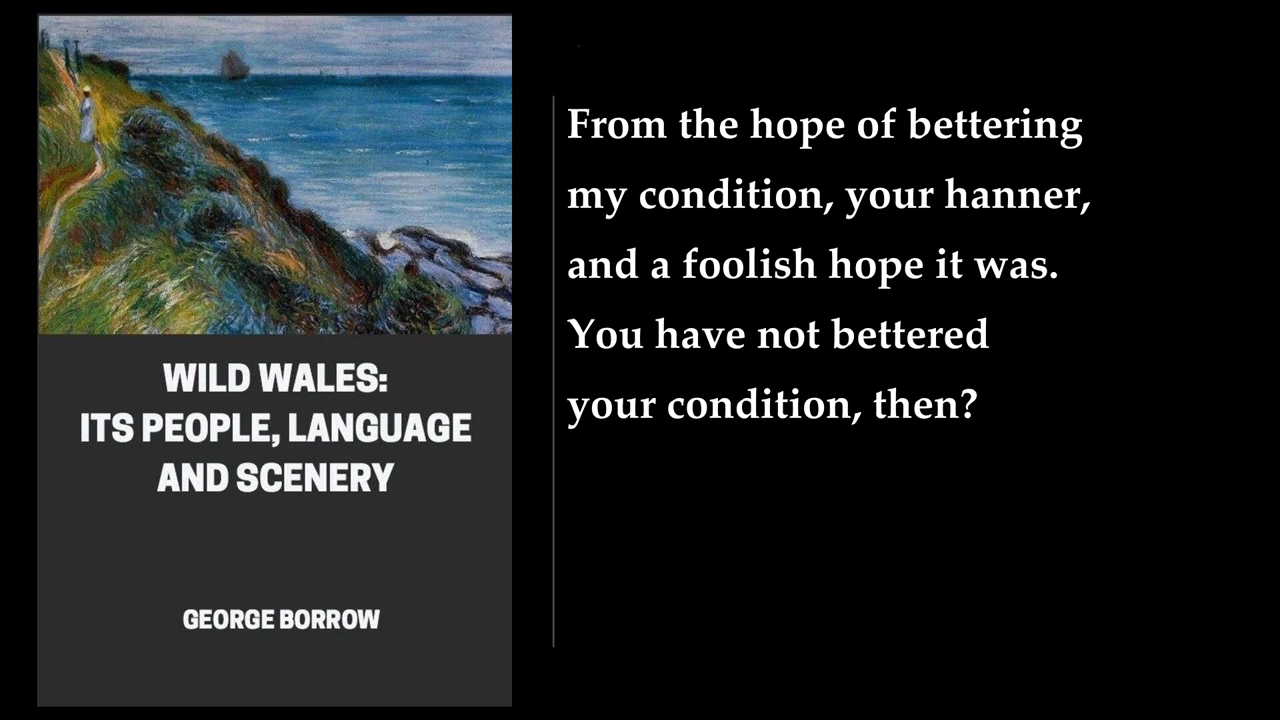 WILD WALES:
ITS PEOPLE, LANGUAGE
AND SCENERY
GEORGE BORROW
From the hope of bettering
my condition, your hanner,
and a foolish hope it was.
You have not bettered
your condition, then?